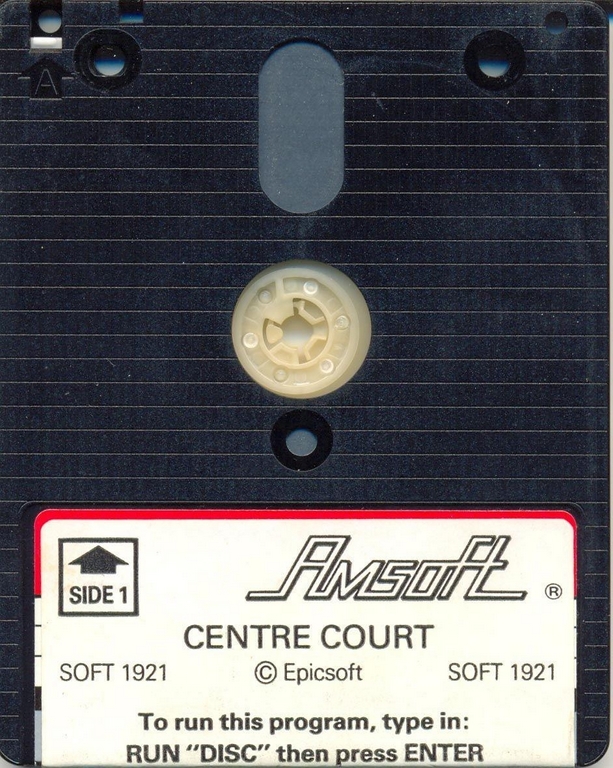 A
SIDE 1
Amsoft ®
CENTRE COURT
SOFT 1921 © Epicsoft SOFT 1921
To run this program, type in:
RUN "DISC" then press ENTER